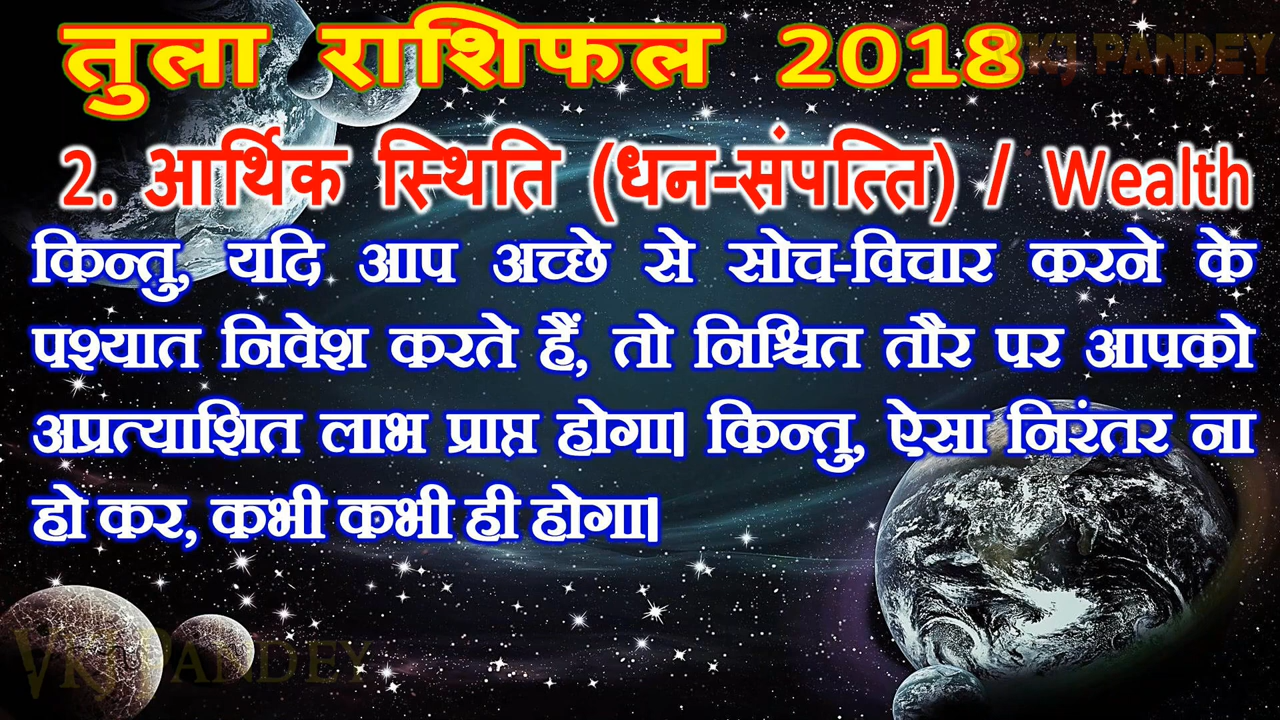 तुला राशिफल 2018
VKJ PANDEY
2. आर्थिक स्थिति (धन-संपत्ति) / Wealth
किन्तु, यदि आप अच्छे से सोच-विचार करने के
पश्यात निवेश करते हैं, तो निश्चित तौर पर आपको
अप्रत्याशित लाभ प्राप्त होगा। किन्तु, ऐसा निरंतर ना
हो कर, कभी कभी ही होगा।
VKJ PANDEY